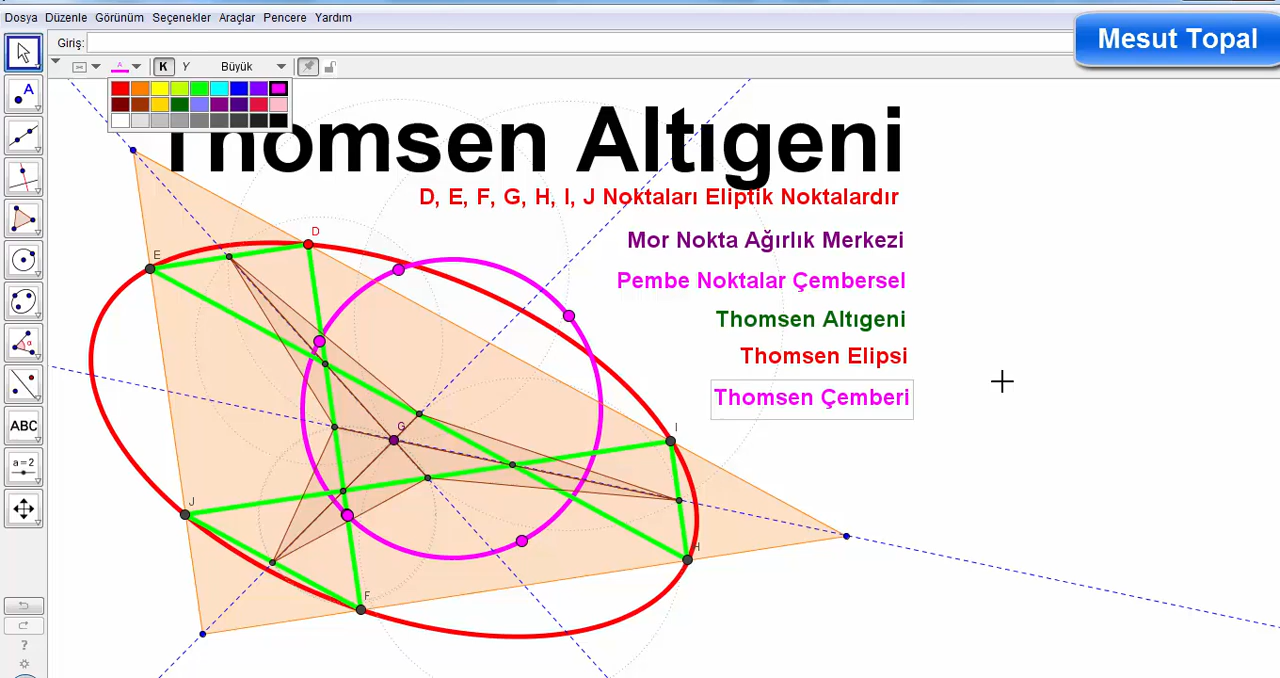 Dosya Düzenle Görünüm Seçenekler Araçlar Pencere Yardım
Giriş:
Mesut Topal
K Y Büyük
Thomsen Altıgeni
D, E, F, G, H, I, J Noktaları Eliptik Noktalardır
Mor Nokta Ağırlık Merkezi
Pembe Noktalar Çembersel
Thomsen Altıgeni
Thomsen Elipsi
Thomsen Çemberi
D
E
G
I
J
H
F
A
α
ABC
a=2
?